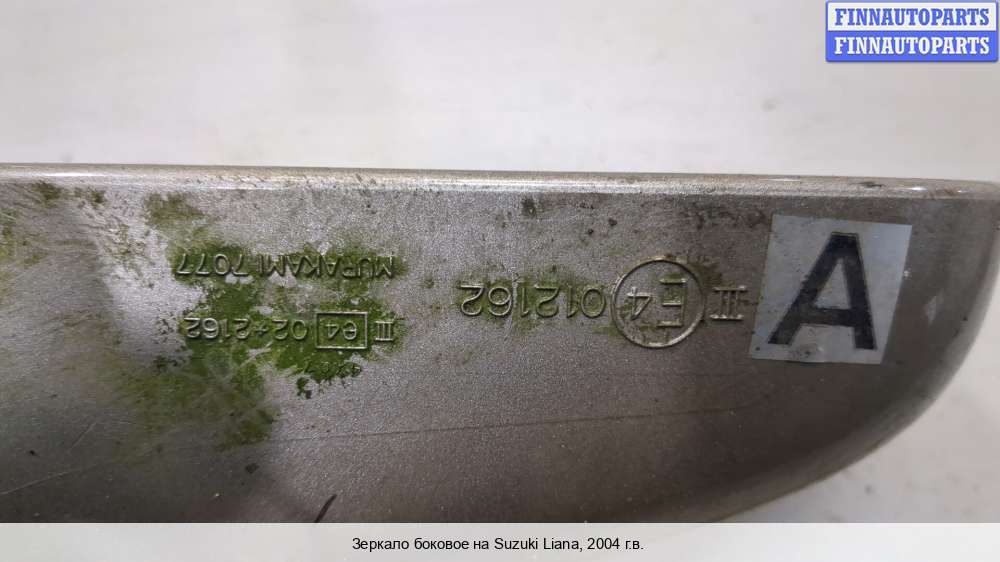 FINNAUTOPARTS
FINNAUTOPARTS
A
III E4 012162
MURAKAMI 7077
III e4 02*2162
Зеркало боковое на Suzuki Liana, 2004 г.в.